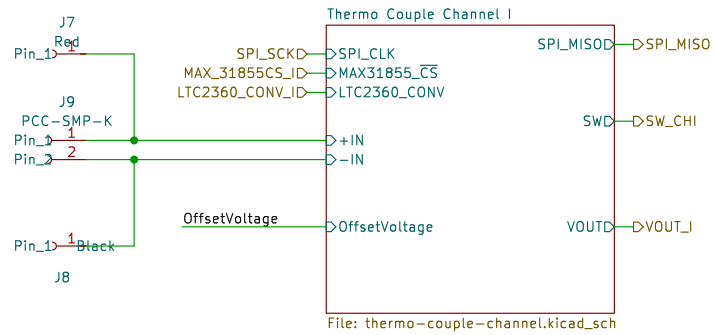 Thermo Couple Channel I
J7
Red
Pin_1
1
SPI_SCK
SPI_CLK
SPI_MISO
SPI_MISO
MAX_31855CS_I
MAX31855_CS
LTC2360_CONV_I
LTC2360_CONV
J9
PCC-SMP-K
Pin_1
1
+IN
SW
SW_CHI
Pin_2
2
-IN
OffsetVoltage
OffsetVoltage
VOUT
VOUT_I
Pin_1
1
Black
J8
File: thermo-couple-channel.kicad_sch